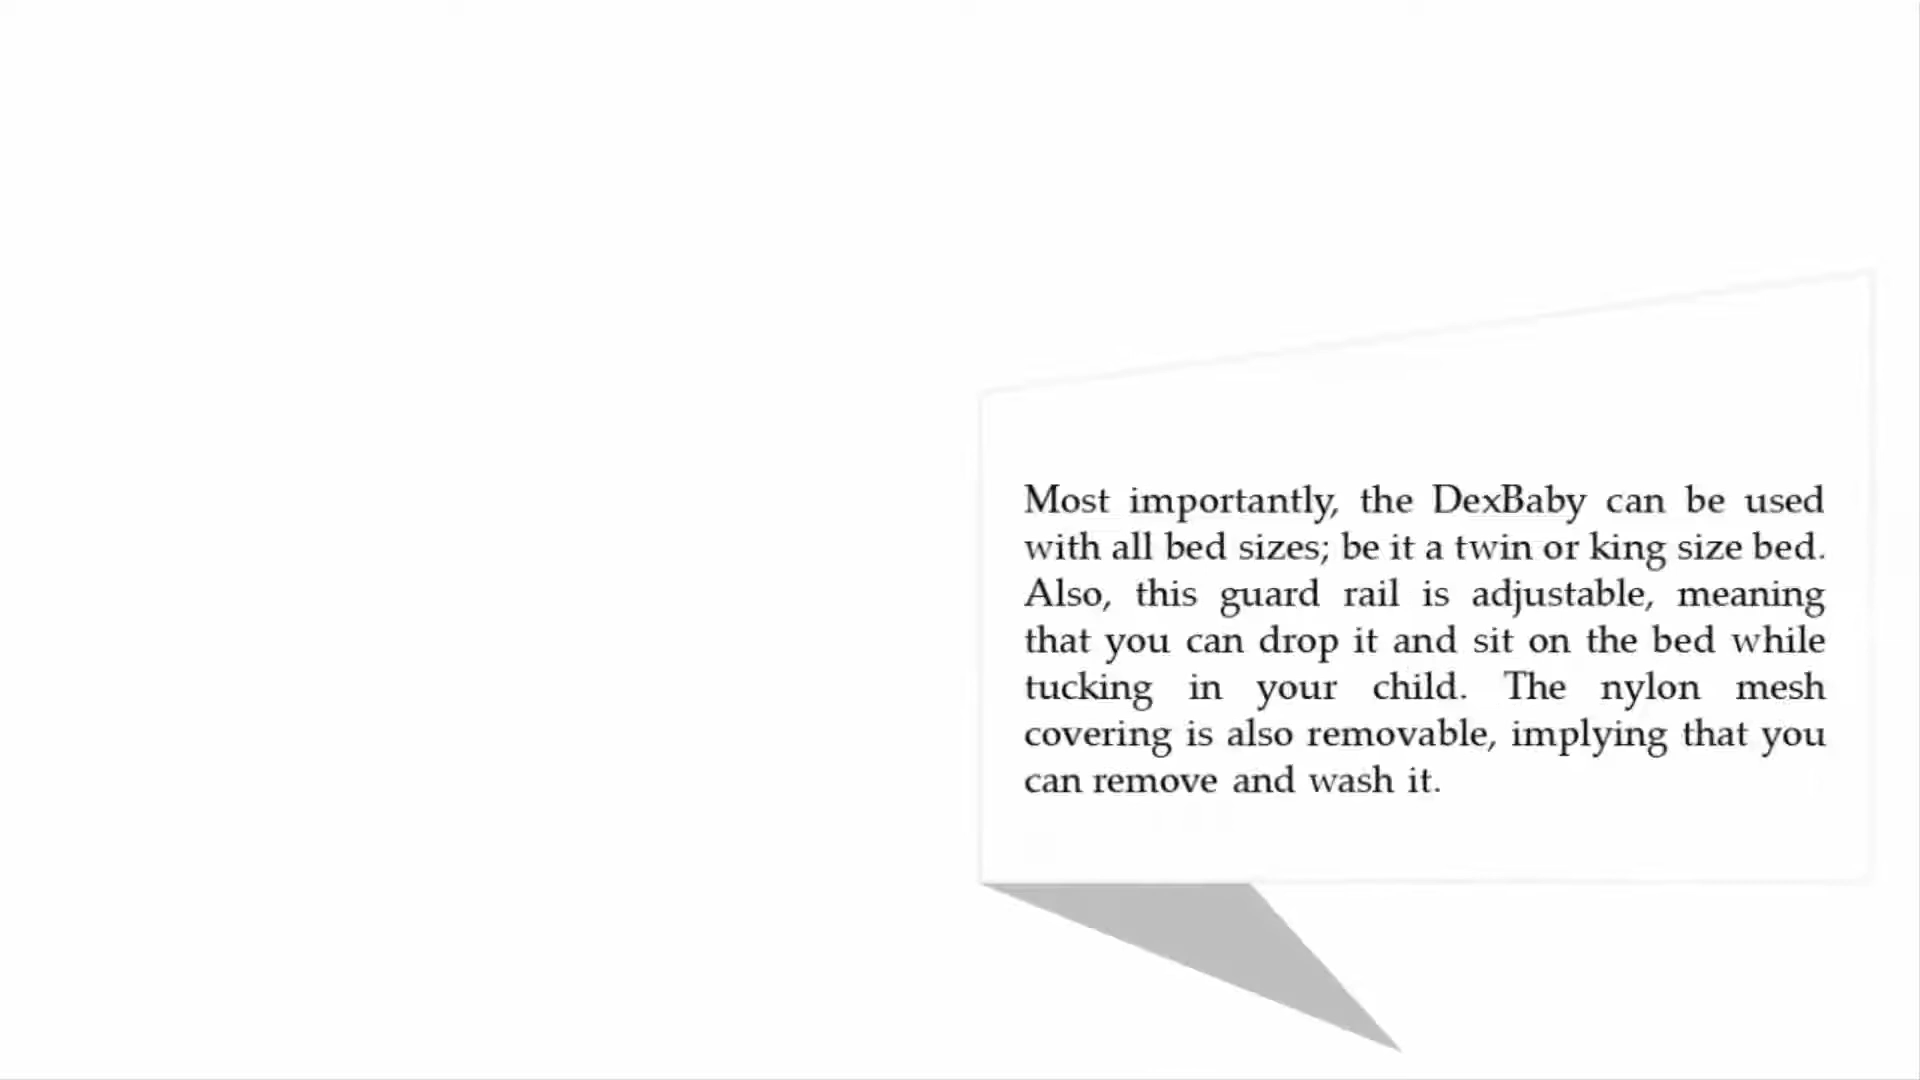 Most importantly, the DexBaby can be used
with all bed sizes; be it a twin or king size bed.
Also, this guard rail is adjustable, meaning
that you can drop it and sit on the bed while
tucking in your child. The nylon mesh
covering is also removable, implying that you
can remove and wash it.